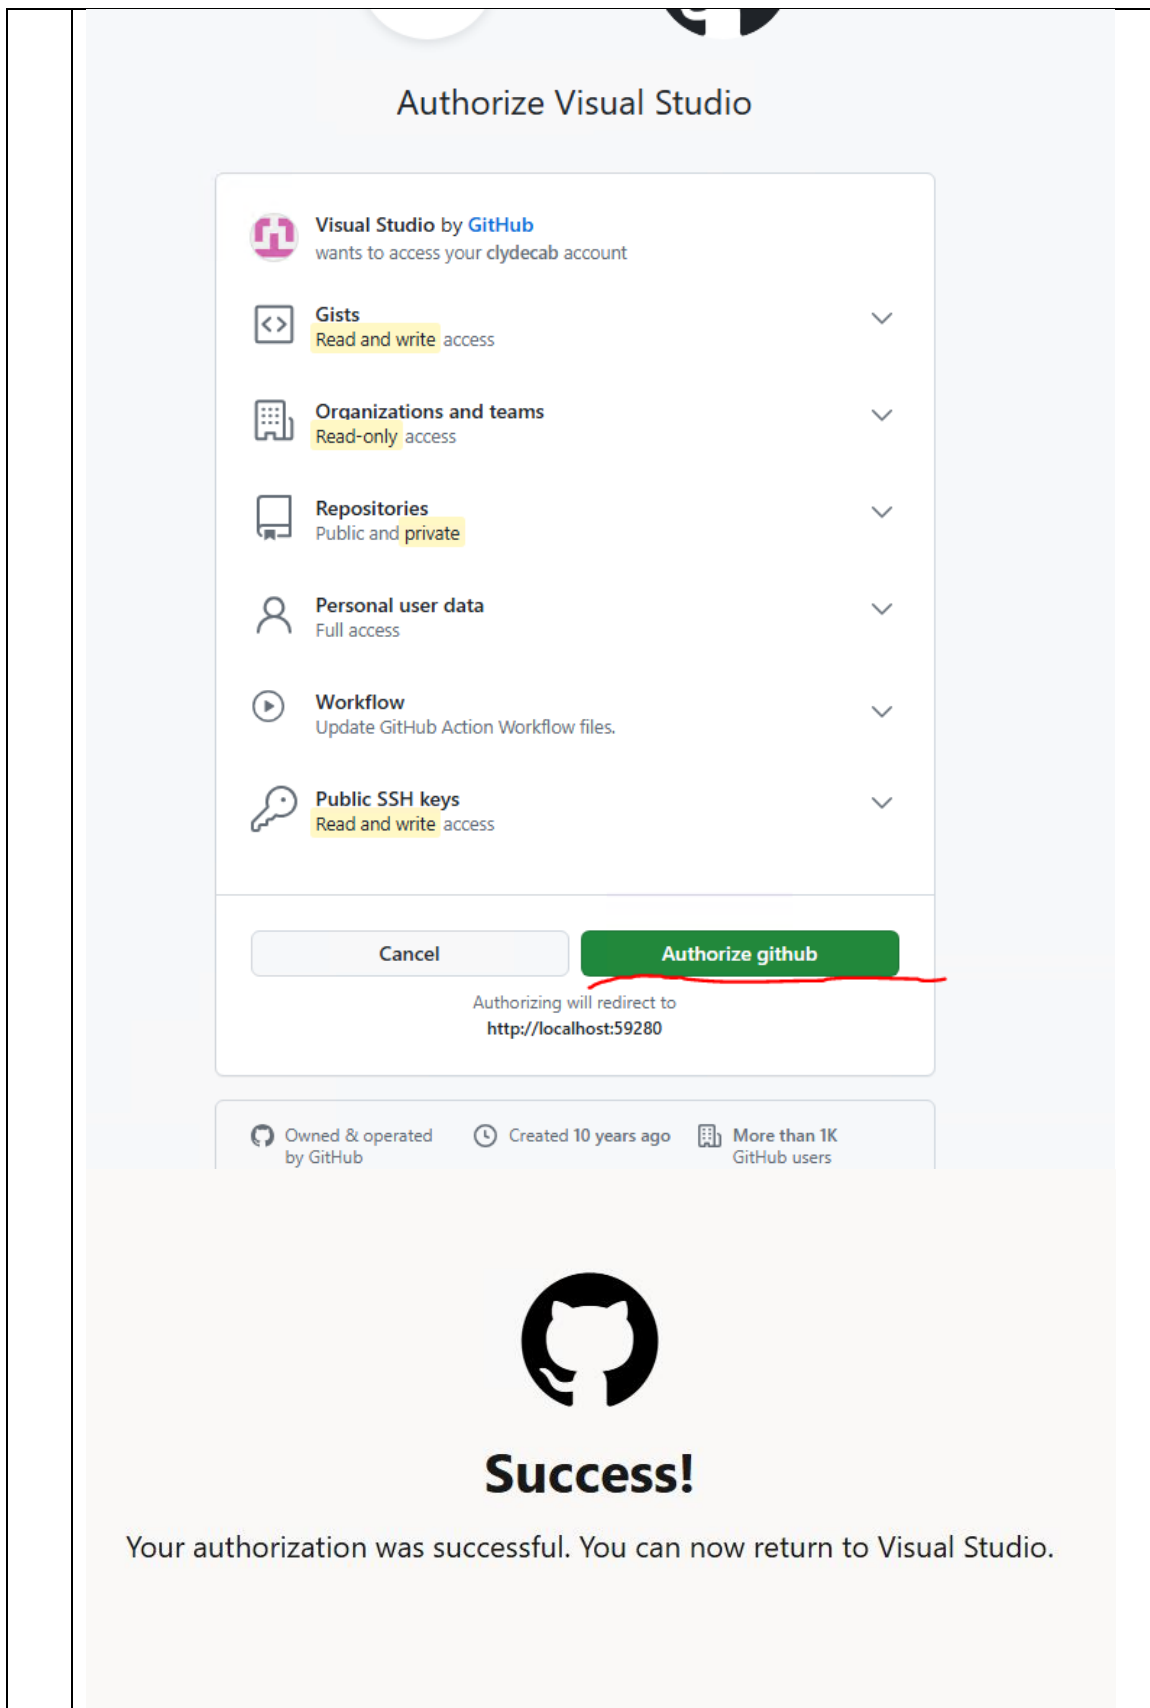 Authorize Visual Studio
Visual Studio by GitHub
wants to access your clydecab account
Gists
Read and write access
Organizations and teams
Read-only access
Repositories
Public and private
Personal user data
Full access
Workflow
Update GitHub Action Workflow files.
Public SSH keys
Read and write access
Cancel
Authorize github
Authorizing will redirect to
http://localhost:59280
Owned & operated
by GitHub
Created 10 years ago
More than 1K
GitHub users
Success!
Your authorization was successful. You can now return to Visual Studio.